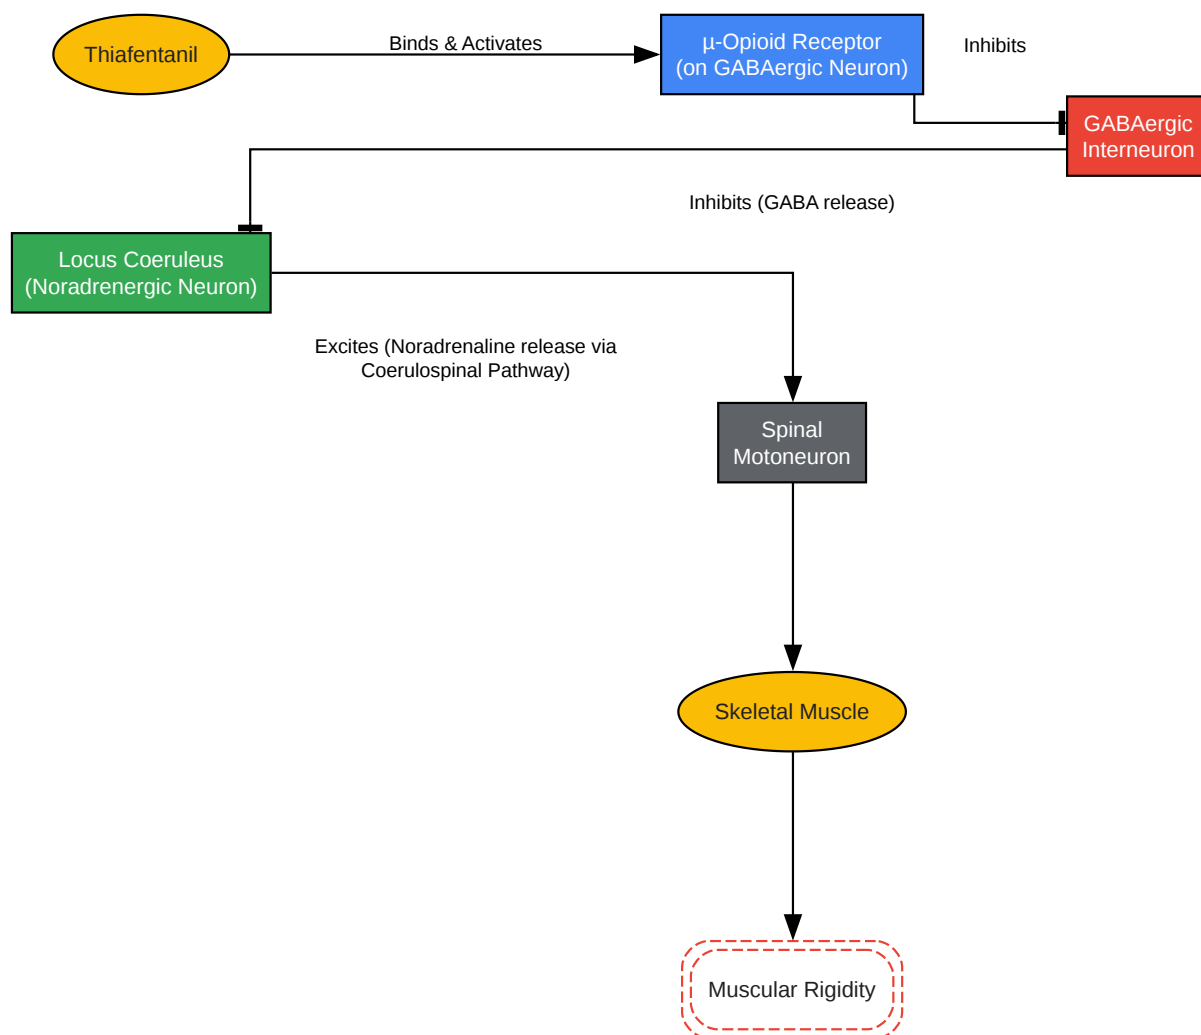 Thiafentanil
Binds & Activates
µ-Opioid Receptor
(on GABAergic Neuron)
Inhibits
GABAergic
Interneuron
Inhibits (GABA release)
Locus Coeruleus
(Noradrenergic Neuron)
Excites (Noradrenaline release via
Coerulospinal Pathway)
Spinal
Motoneuron
Skeletal Muscle
Muscular Rigidity